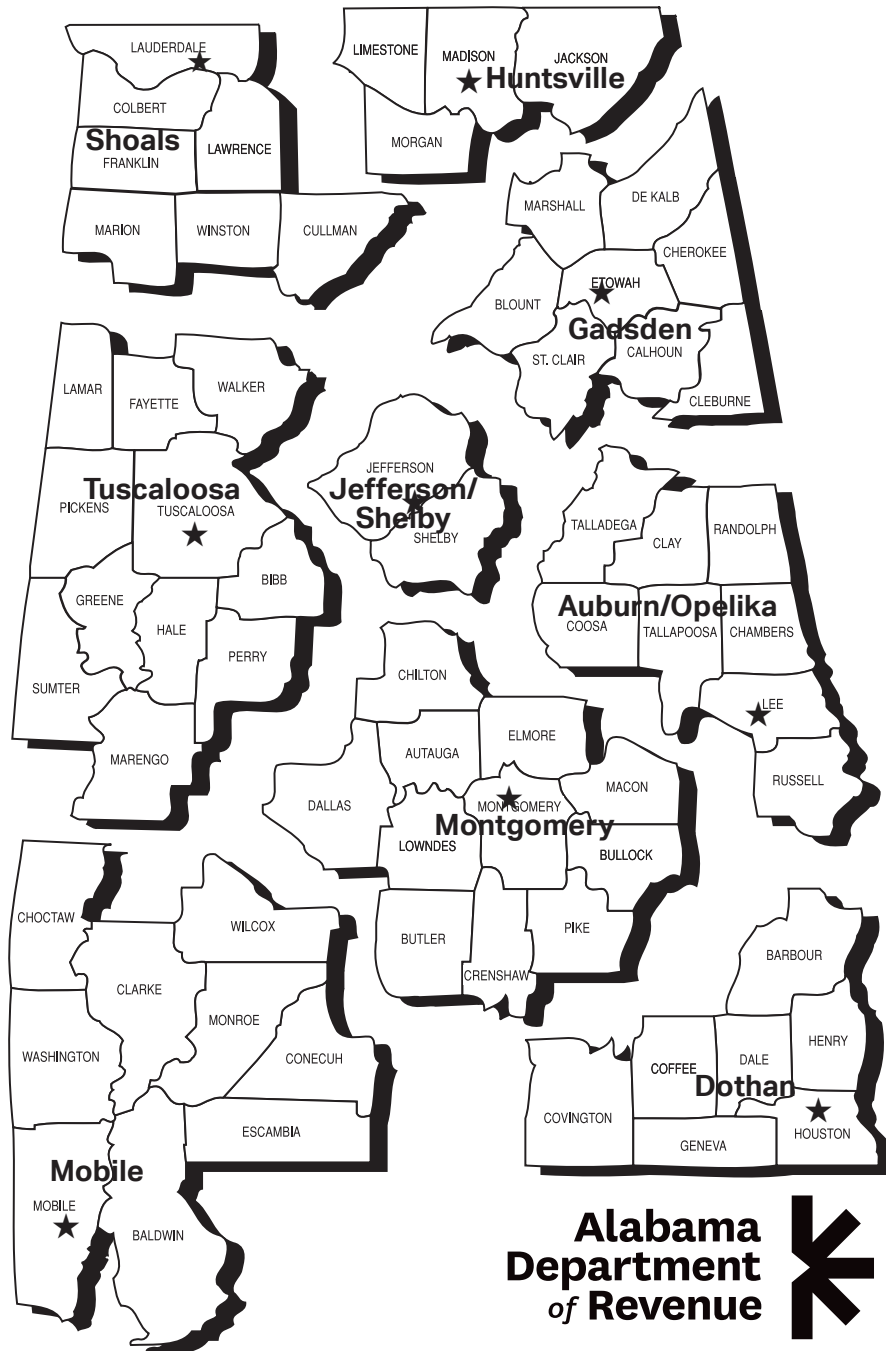 LAUDERDALE
COLBERT
Shoals
FRANKLIN
LAWRENCE
MARION
WINSTON
CULLMAN
LIMESTONE
MADISON
JACKSON
Huntsville
MORGAN
MARSHALL
DE KALB
CHEROKEE
ETOWAH
BLOUNT
Gadsden
ST. CLAIR
CALHOUN
CLEBURNE
LAMAR
FAYETTE
WALKER
Tuscaloosa
PICKENS
TUSCALOOSA
BIBB
GREENE
HALE
PERRY
SUMTER
MARENGO
JEFFERSON
Jefferson/
Shelby
SHELBY
TALLADEGA
CLAY
RANDOLPH
Auburn/Opelika
COOSA
TALLAPOOSA
CHAMBERS
LEE
RUSSELL
CHILTON
AUTAUGA
ELMORE
DALLAS
MONTGOMERY
MACON
Montgomery
LOWNDES
BULLOCK
BUTLER
CRENSHAW
PIKE
CHOCTAW
WILCOX
CLARKE
MONROE
WASHINGTON
CONECUH
ESCAMBIA
Mobile
MOBILE
BALDWIN
BARBOUR
HENRY
DALE
COFFEE
Dothan
COVINGTON
HOUSTON
GENEVA
Alabama
Department
of Revenue